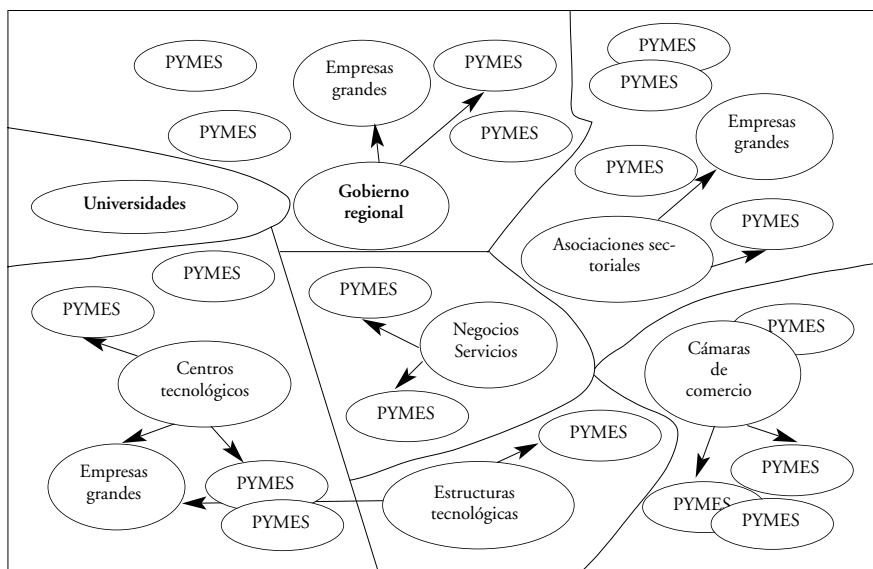 PYMES
Empresas
grandes
PYMES
PYMES
PYMES
PYMES
PYMES
Empresas
grandes
PYMES
PYMES
Universidades
Gobierno
regional
Asociaciones sec-
toriales
PYMES
PYMES
PYMES
PYMES
Negocios
Servicios
PYMES
Cámaras
de
comercio
Centros
tecnológicos
PYMES
PYMES
Empresas
grandes
PYMES
PYMES
Estructuras
tecnológicas
PYMES
PYMES
PYMES